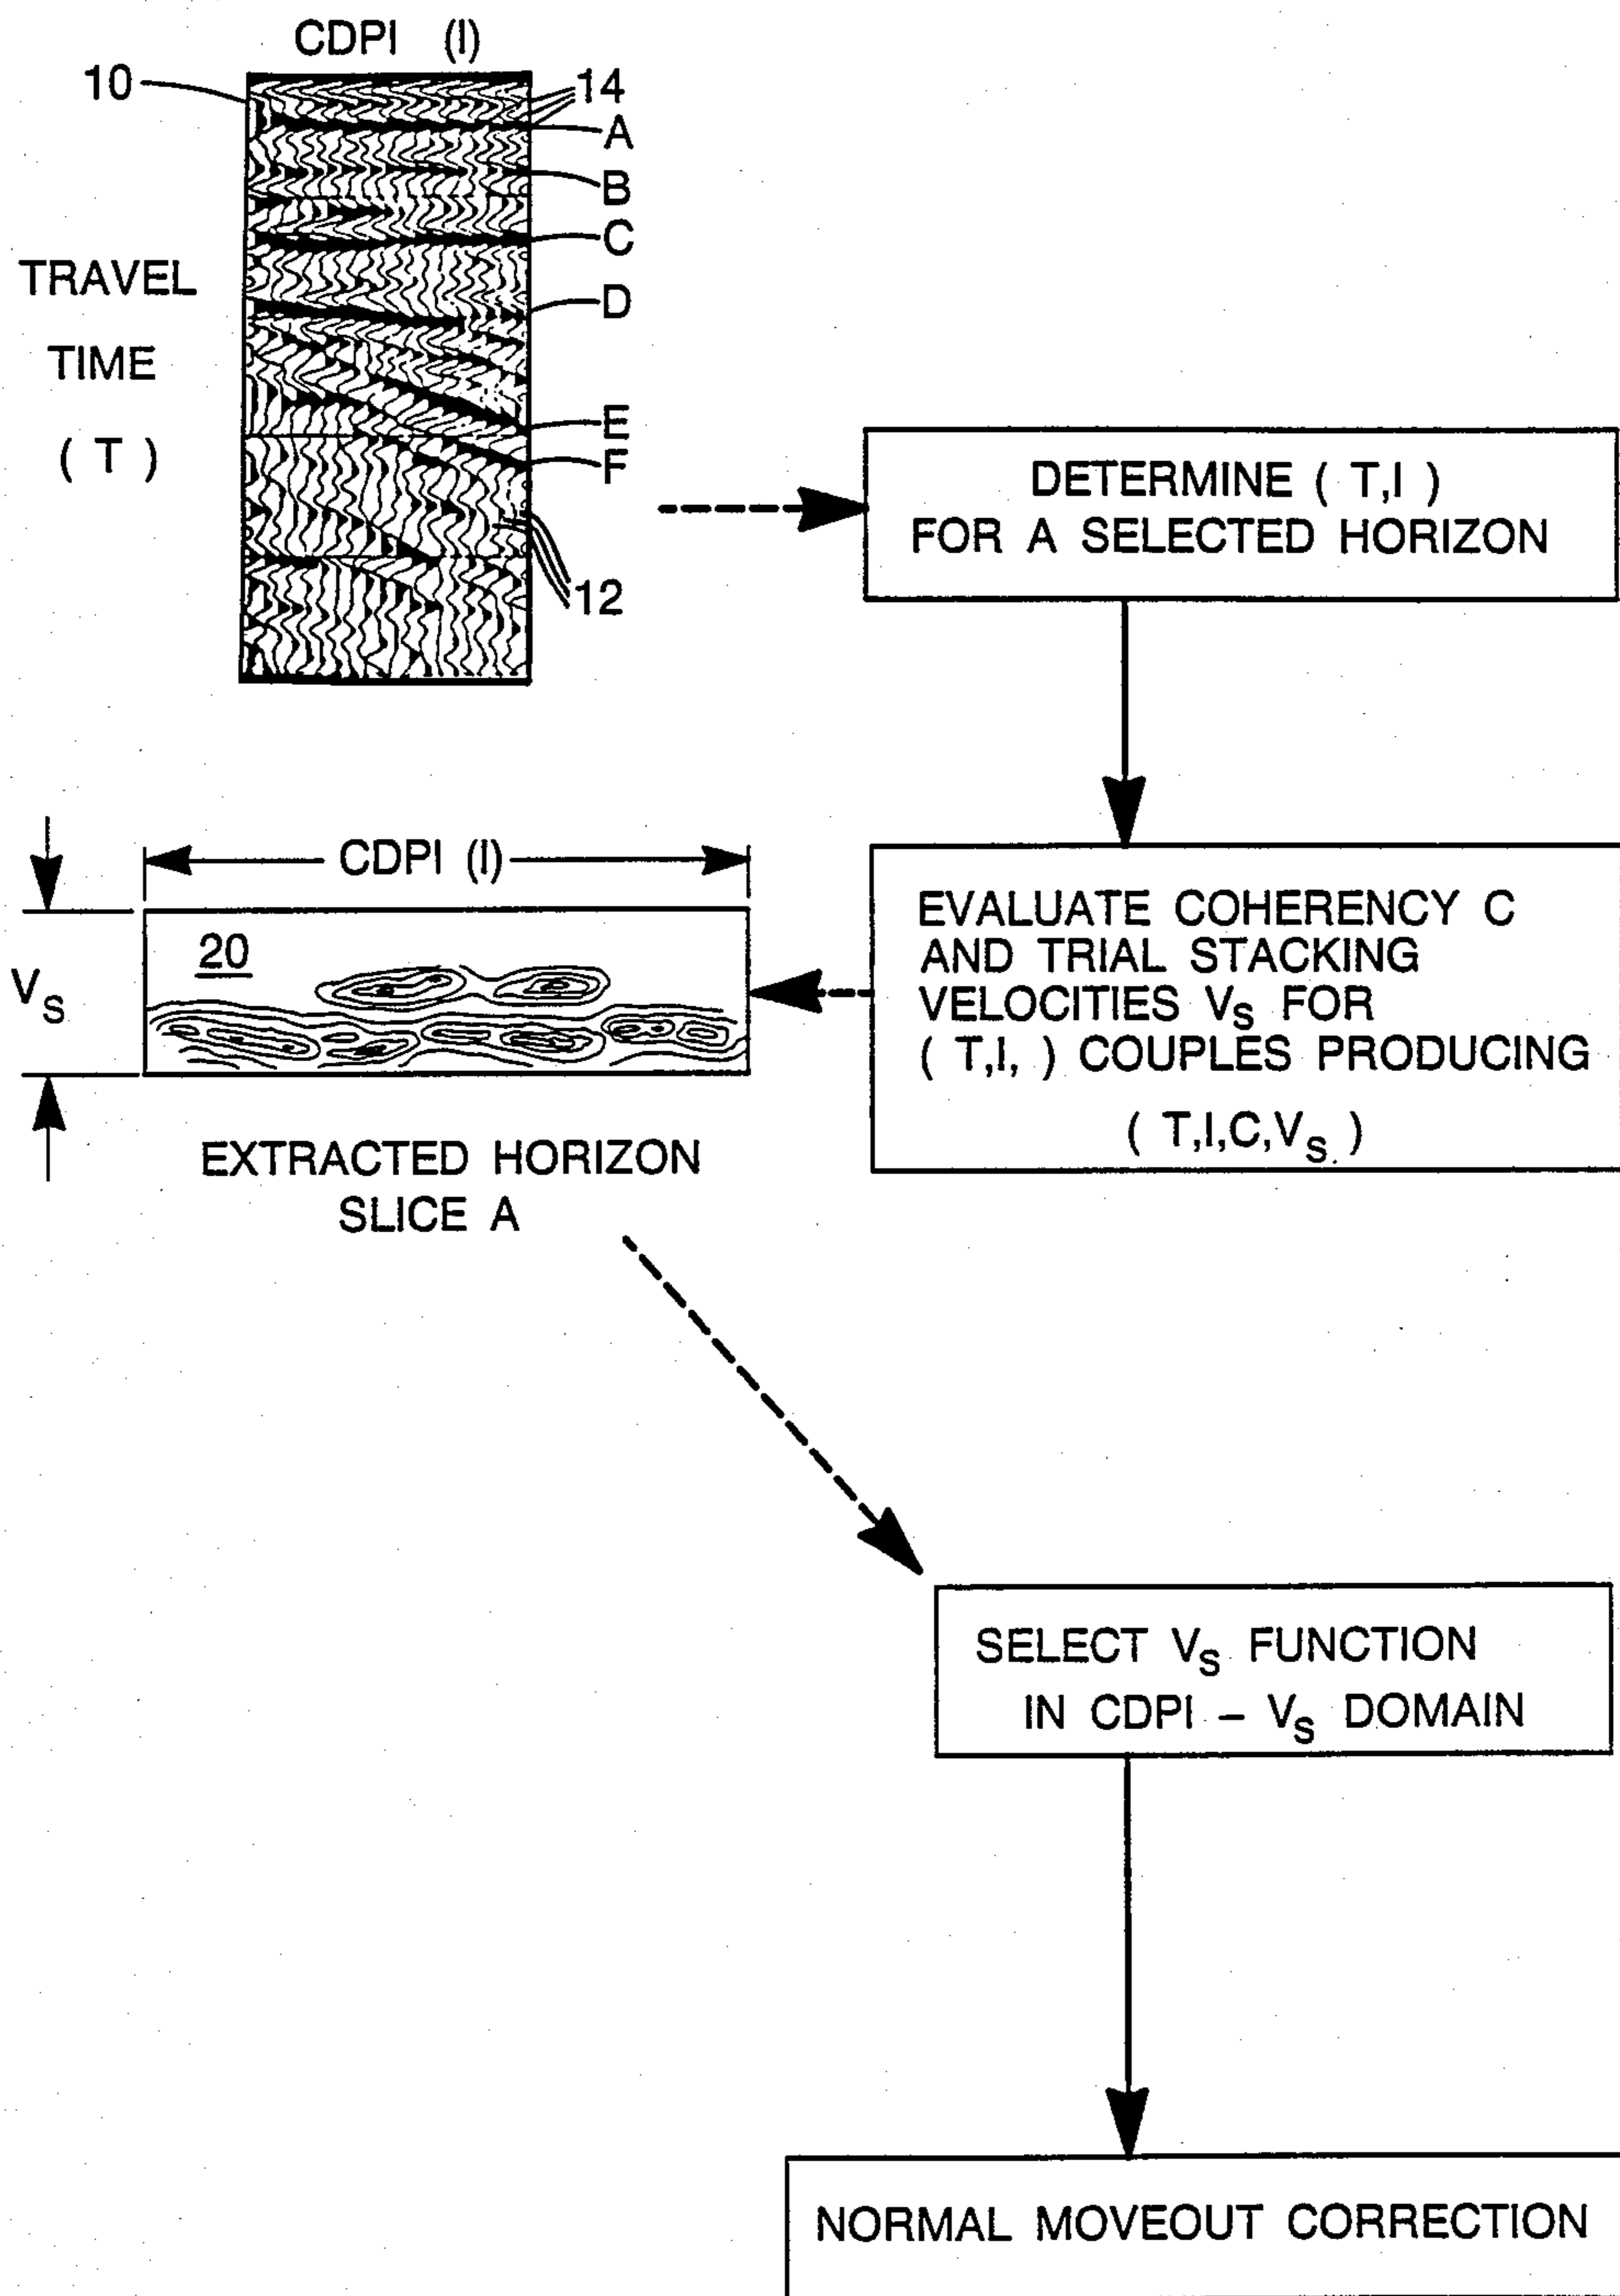 CDPI (I)
10
14
A
B
C
TRAVEL
D
TIME
E
( T )
F
12
DETERMINE ( T,I )
FOR A SELECTED HORIZON
CDPI (I)
20
VS
EVALUATE COHERENCY C
AND TRIAL STACKING
VELOCITIES VS FOR
( T,I, ) COUPLES PRODUCING
( T,I,C,VS )
EXTRACTED HORIZON
SLICE A
SELECT VS FUNCTION
IN CDPI – VS DOMAIN
NORMAL MOVEOUT CORRECTION